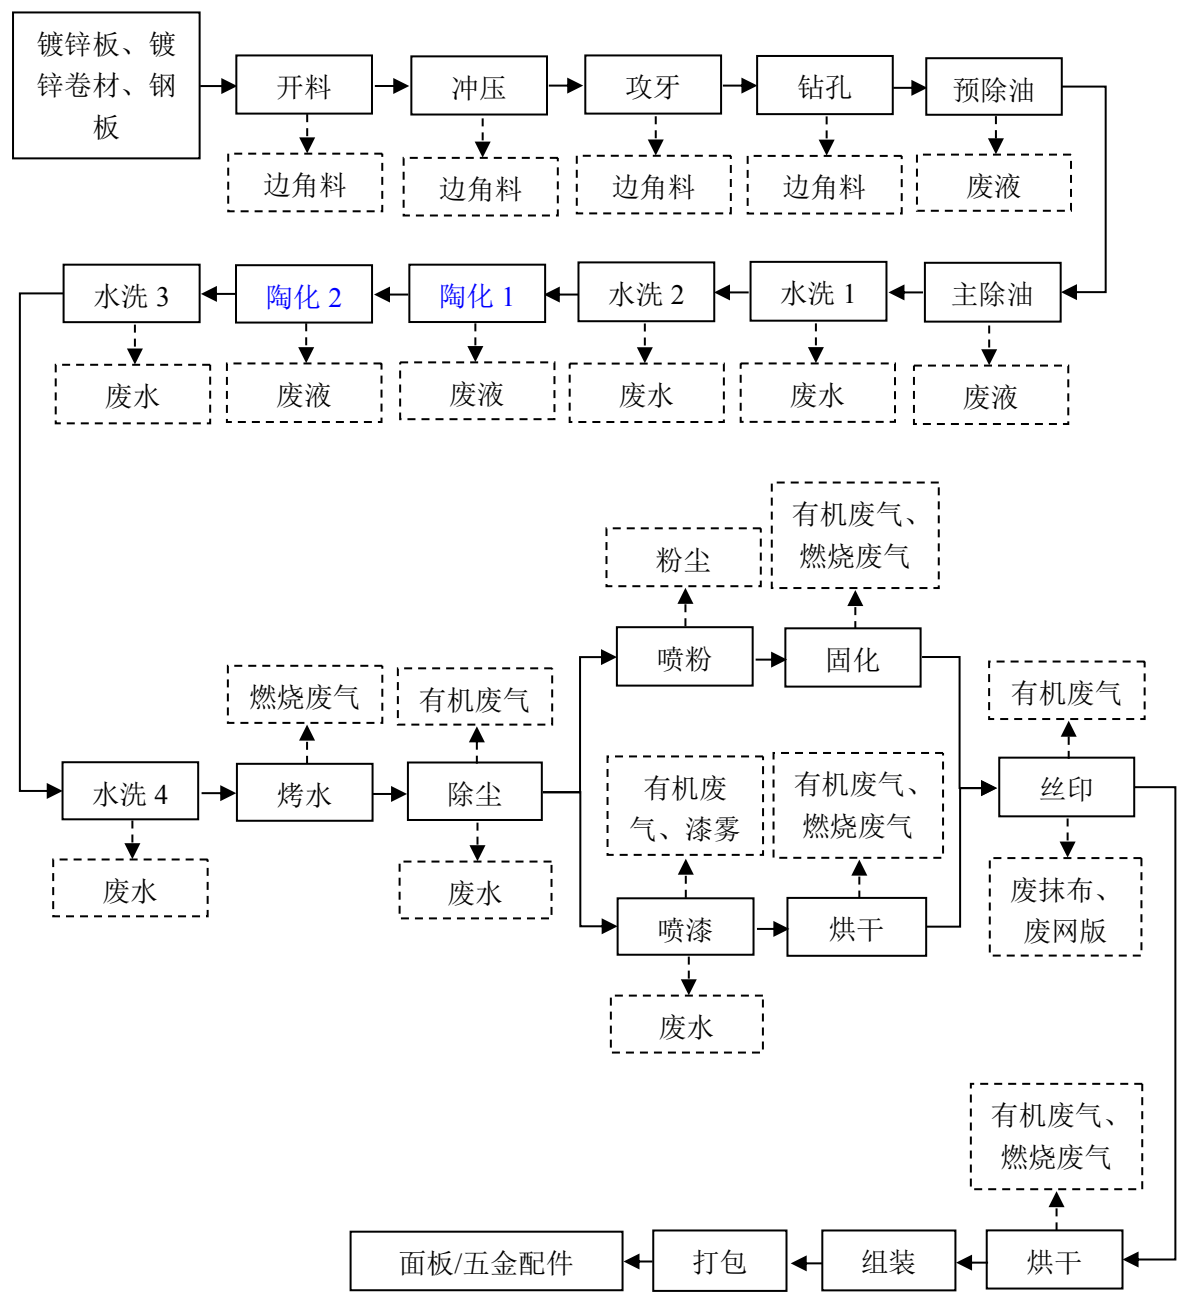 镀锌板、镀
锌卷材、钢
板
开料
冲压
攻牙
钻孔
预除油
边角料
边角料
边角料
边角料
废液
水洗 3
陶化 2
陶化 1
水洗 2
水洗 1
主除油
废水
废液
废液
废水
废水
废液
有机废气、
燃烧废气
粉尘
喷粉
固化
燃烧废气
有机废气
有机废气
水洗 4
烤水
除尘
有机废
气、漆雾
有机废气、
燃烧废气
丝印
废水
废水
喷漆
烘干
废抹布、
废网版
废水
有机废气、
燃烧废气
面板/五金配件
打包
组装
烘干